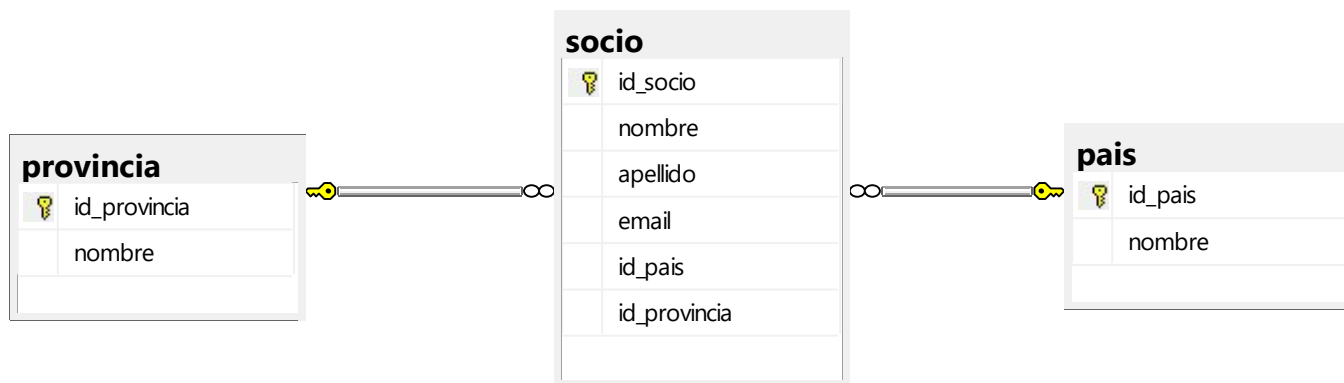 provincia
id_provincia
nombre
socio
id_socio
nombre
apellido
email
id_pais
id_provincia
pais
id_pais
nombre